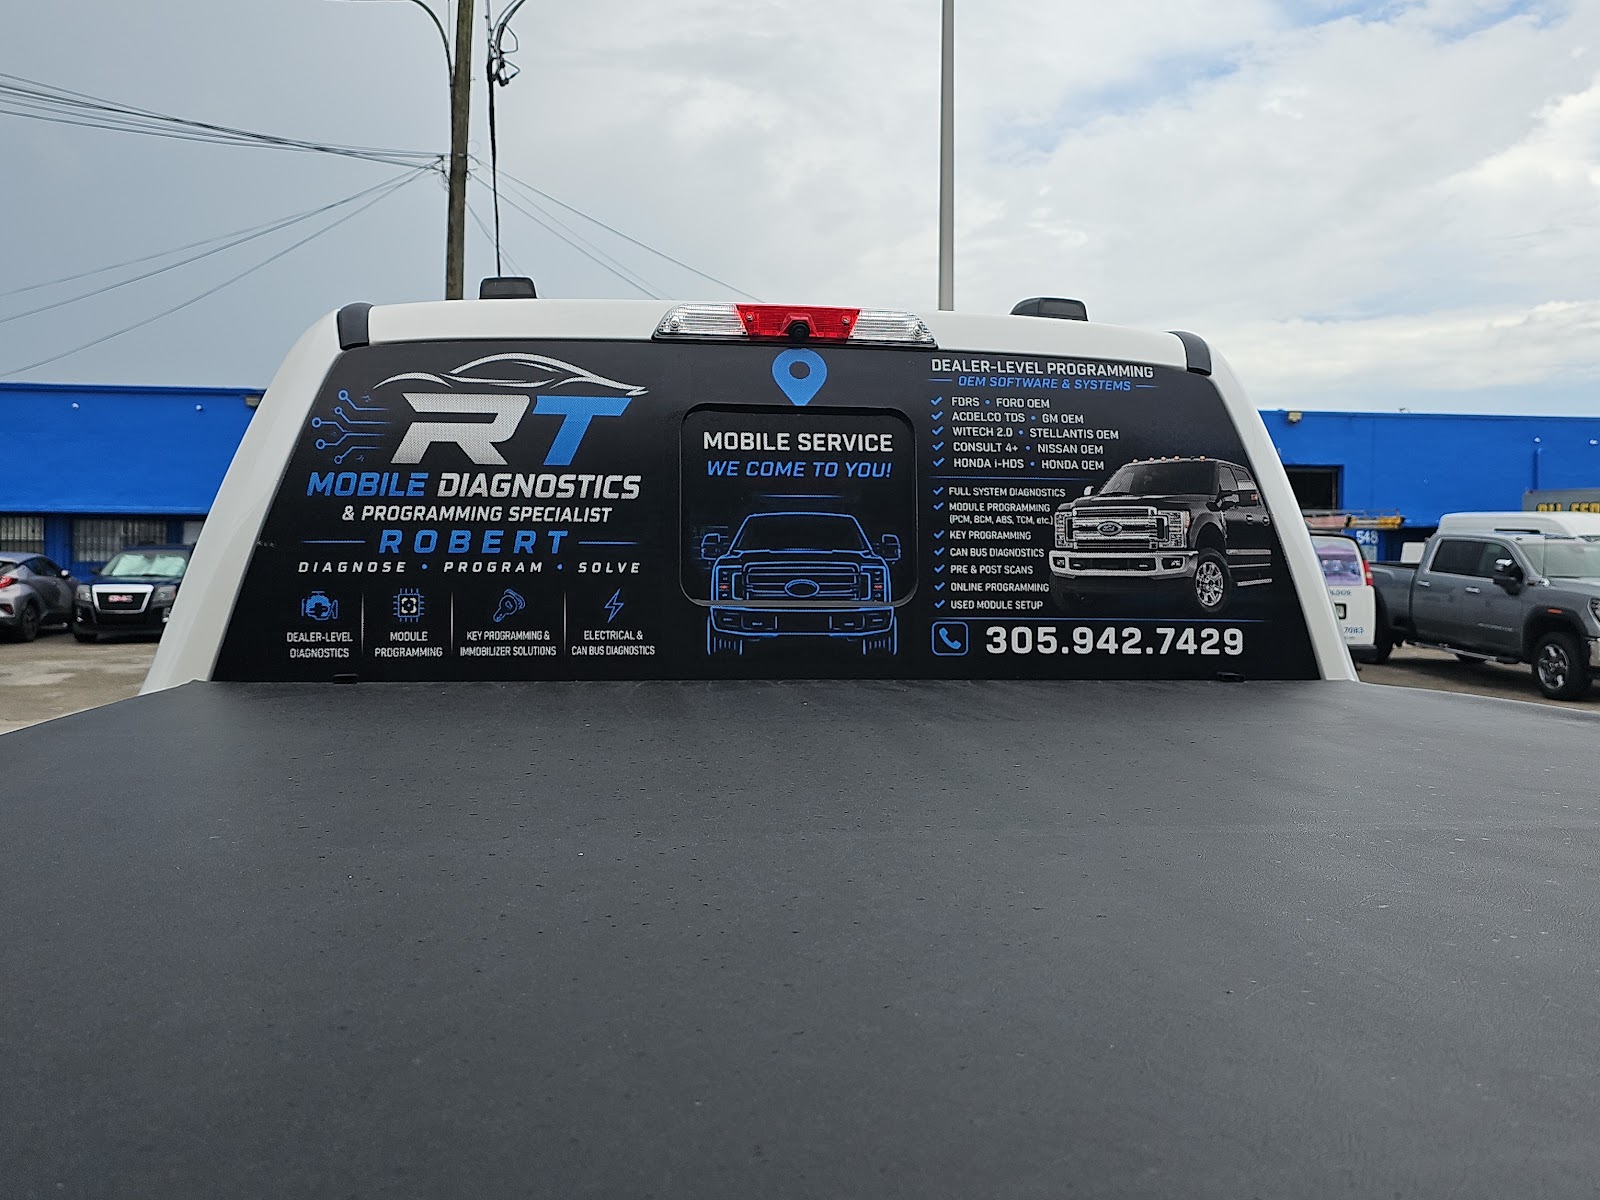 RT
MOBILE DIAGNOSTICS
& PROGRAMMING SPECIALIST
ROBERT
DIAGNOSE • PROGRAM • SOLVE
DEALER-LEVEL
DIAGNOSTICS
MODULE
PROGRAMMING
KEY PROGRAMMING &
IMMOBILIZER SOLUTIONS
ELECTRICAL &
CAN BUS DIAGNOSTICS
MOBILE SERVICE
WE COME TO YOU!
DEALER-LEVEL PROGRAMMING
OEM SOFTWARE & SYSTEMS
FDRS • FORD OEM
ACDELCO TDS • GM OEM
WITECH 2.0 • STELLANTIS OEM
CONSULT 4+ • NISSAN OEM
HONDA i-HDS • HONDA OEM
FULL SYSTEM DIAGNOSTICS
MODULE PROGRAMMING
(PCM, BCM, ABS, TCM, etc.)
KEY PROGRAMMING
CAN BUS DIAGNOSTICS
PRE & POST SCANS
ONLINE PROGRAMMING
USED MODULE SETUP
305.942.7429
GMC
548